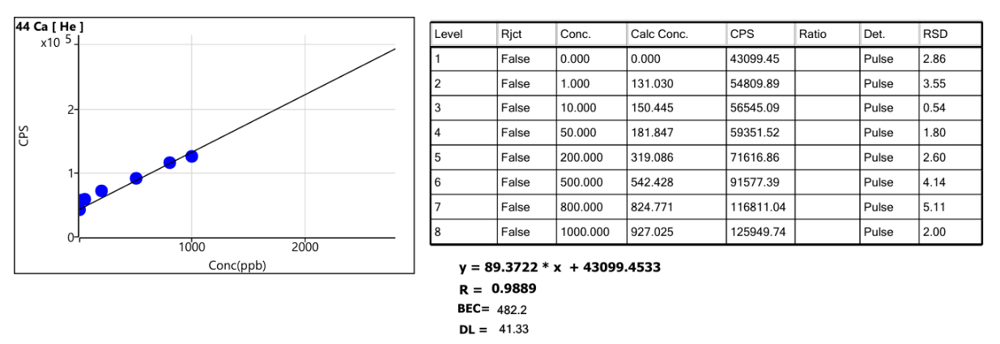 44 Ca [ He ]
x10 5
2
1
0
1000 2000
CPS
Conc(ppb)
Level Rjct Conc. Calc Conc. CPS Ratio Det. RSD
1 False 0.000 0.000 43099.45 Pulse 2.86
2 False 1.000 131.030 54809.89 Pulse 3.55
3 False 10.000 150.445 56545.09 Pulse 0.54
4 False 50.000 181.847 59351.52 Pulse 1.80
5 False 200.000 319.086 71616.86 Pulse 2.60
6 False 500.000 542.428 91577.39 Pulse 4.14
7 False 800.000 824.771 116811.04 Pulse 5.11
8 False 1000.000 927.025 125949.74 Pulse 2.00
y = 89.3722 * x + 43099.4533
R = 0.9889
BEC= 482.2
DL = 41.33